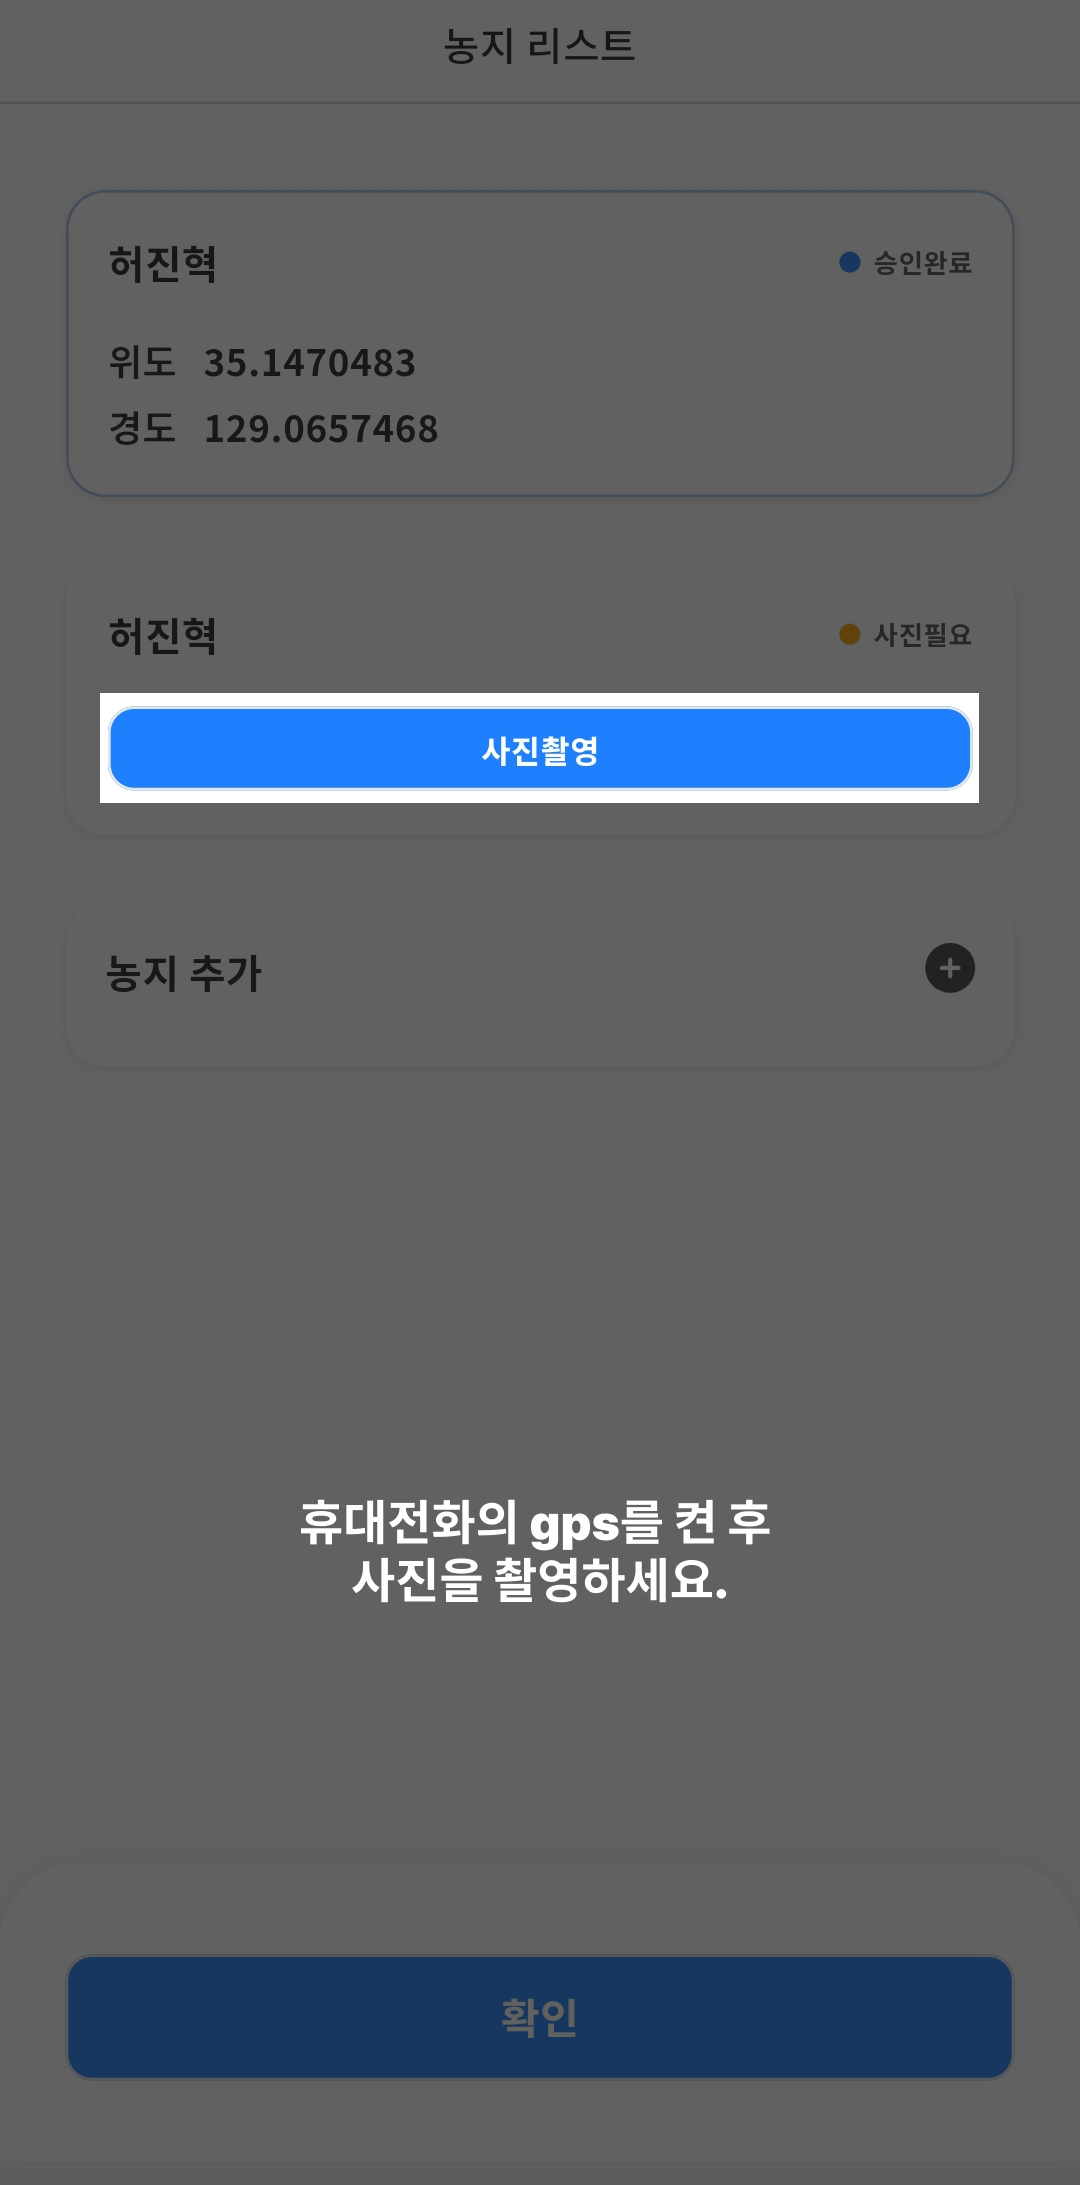 농지 리스트
허진혁
승인완료
위도 35.1470483
경도 129.0657468
허진혁
사진필요
사진촬영
농지 추가
휴대전화의 gps를 켠 후
사진을 촬영하세요.
확인